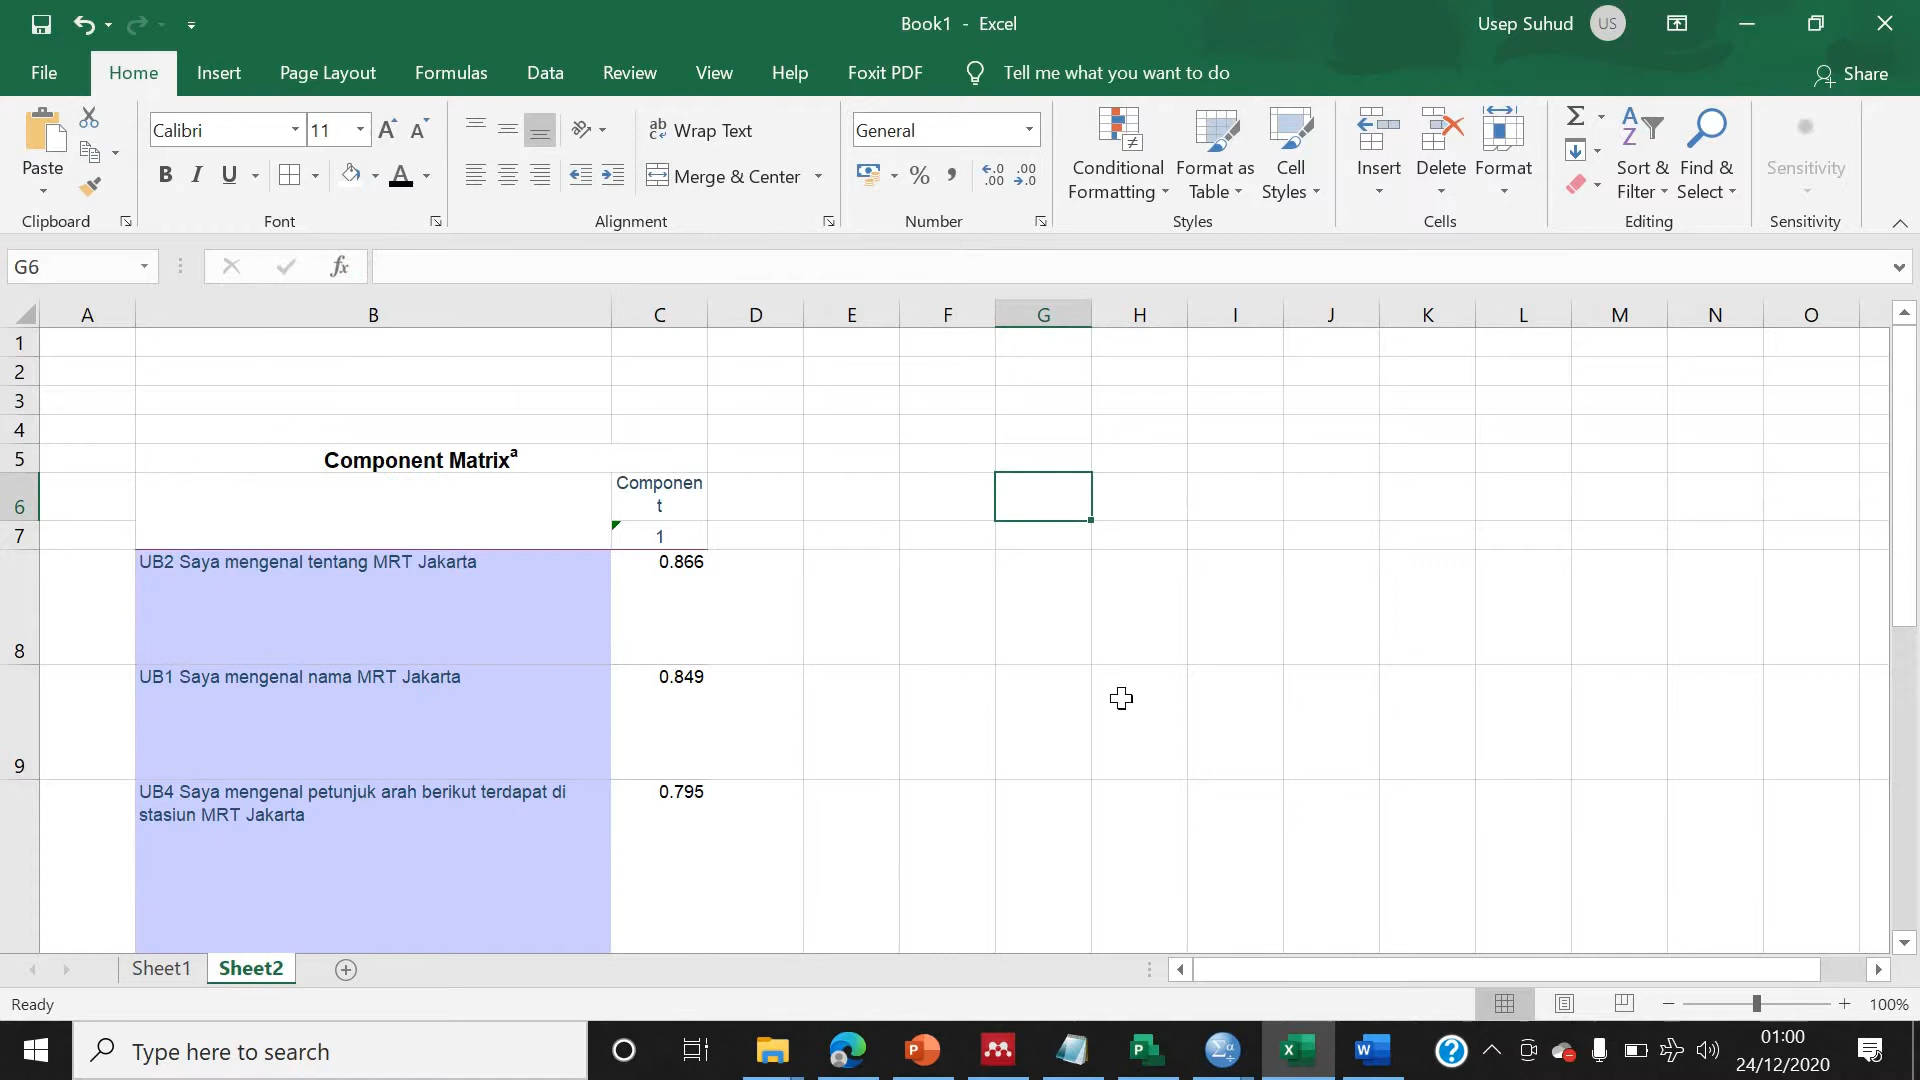 Book1 - Excel
Usep Suhud
US
File
Home
Insert
Page Layout
Formulas
Data
Review
View
Help
Foxit PDF
Tell me what you want to do
Share
Paste
Clipboard
Calibri
11
B I U
A
Font
ab Wrap Text
Merge & Center
Alignment
General
%
Number
Conditional
Formatting
Format as
Table
Cell
Styles
Styles
Insert
Delete
Format
Cells
Sort &
Filter
Find &
Select
Editing
Sensitivity
Sensitivity
G6
fx
A B C D E F G H I J K L M N O
1
2
3
4
5
Component Matrixa
6
Componen
t
7
1
UB2 Saya mengenal tentang MRT Jakarta 0.866
8
UB1 Saya mengenal nama MRT Jakarta 0.849
9
UB4 Saya mengenal petunjuk arah berikut terdapat di 0.795
stasiun MRT Jakarta
Sheet1
Sheet2
Ready
100%
Type here to search
01:00
24/12/2020